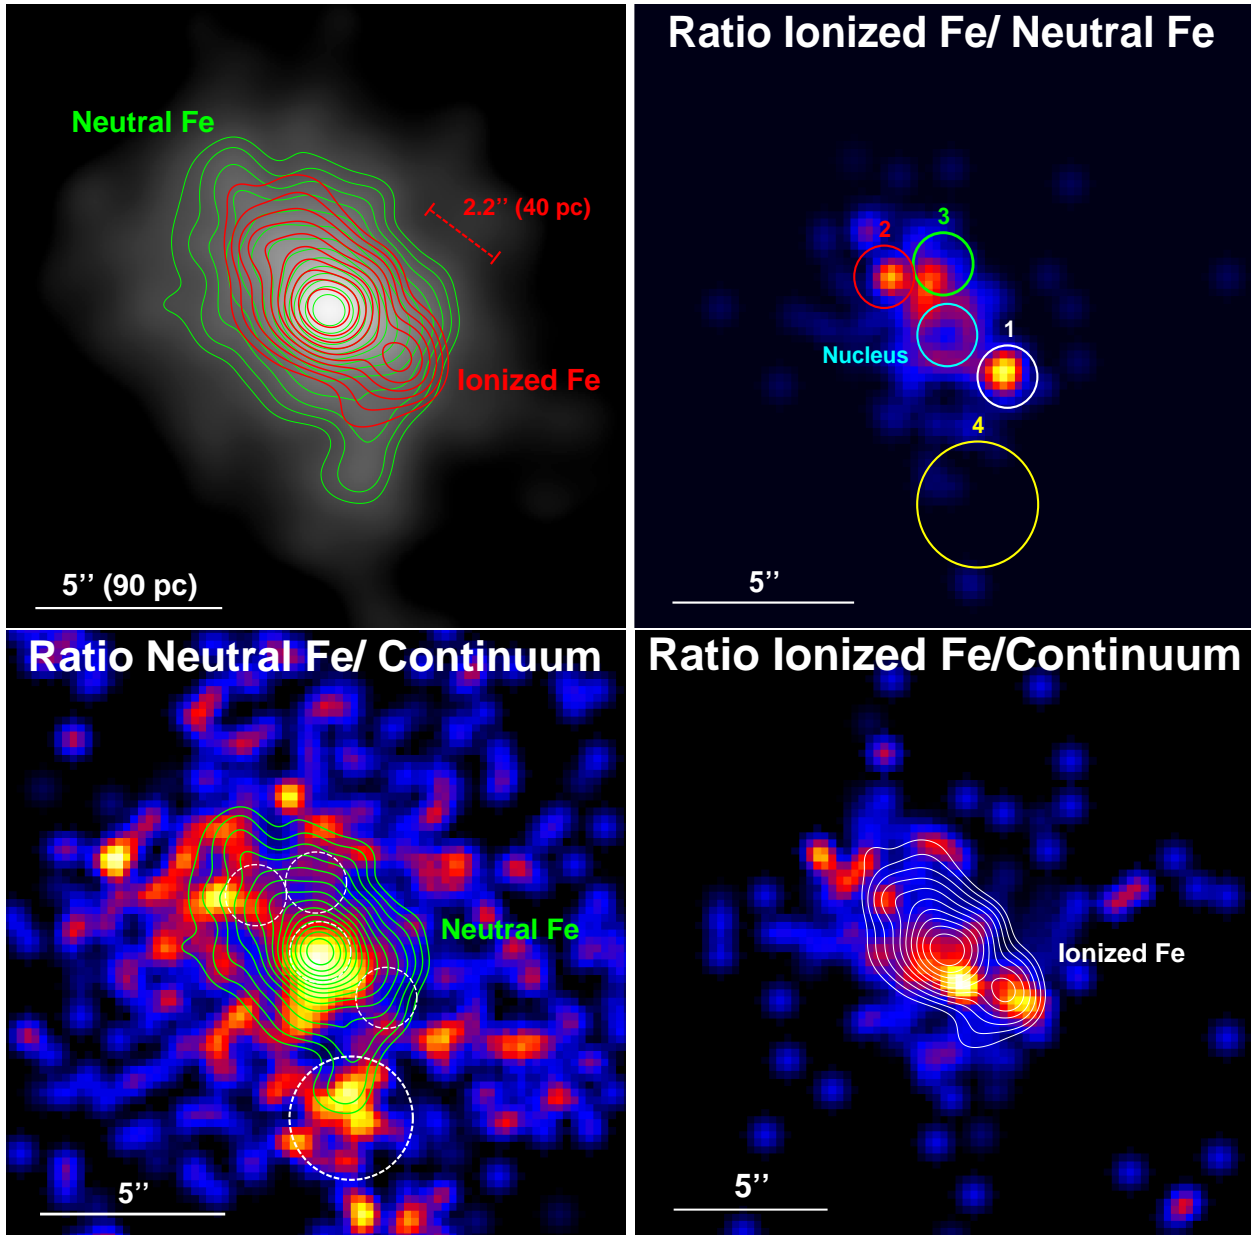 Neutral Fe
2.2’’ (40 pc)
Ionized Fe
5’’ (90 pc)
Ratio Ionized Fe/ Neutral Fe
2
3
Nucleus
1
4
5’’
Ratio Neutral Fe/ Continuum
Neutral Fe
5’’
Ratio Ionized Fe/Continuum
Ionized Fe
5’’